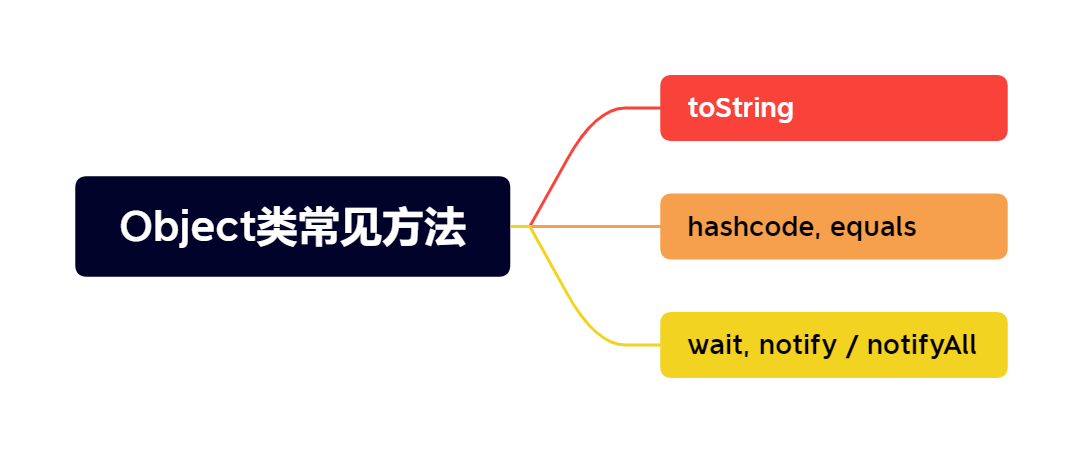 Object类常见方法
toString
hashcode, equals
wait, notify / notifyAll